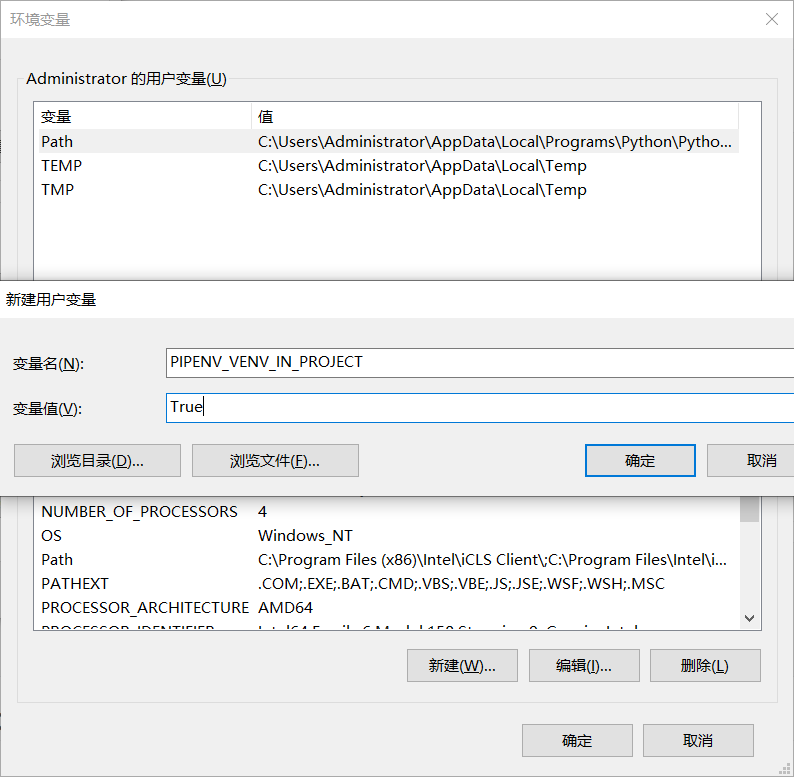 环境变量
Administrator 的用户变量(U)
变量 值
Path C:\Users\Administrator\AppData\Local\Programs\Python\Pytho...
TEMP C:\Users\Administrator\AppData\Local\Temp
TMP C:\Users\Administrator\AppData\Local\Temp
新建用户变量
变量名(N): PIPENV_VENV_IN_PROJECT
变量值(V): True
浏览目录(D)... 浏览文件(F)... 确定 取消
NUMBER_OF_PROCESSORS 4
OS Windows_NT
Path C:\Program Files (x86)\Intel\iCLS Client\;C:\Program Files\Intel\i...
PATHEXT .COM;.EXE;.BAT;.CMD;.VBS;.VBE;.JS;.JSE;.WSF;.WSH;.MSC
PROCESSOR_ARCHITECTURE AMD64
新建(W)... 编辑(I)... 删除(L)
确定 取消